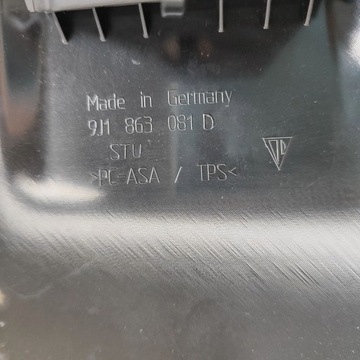 Made in Germany
9J1 863 081 D
STU
>PC-ASA / TPS<